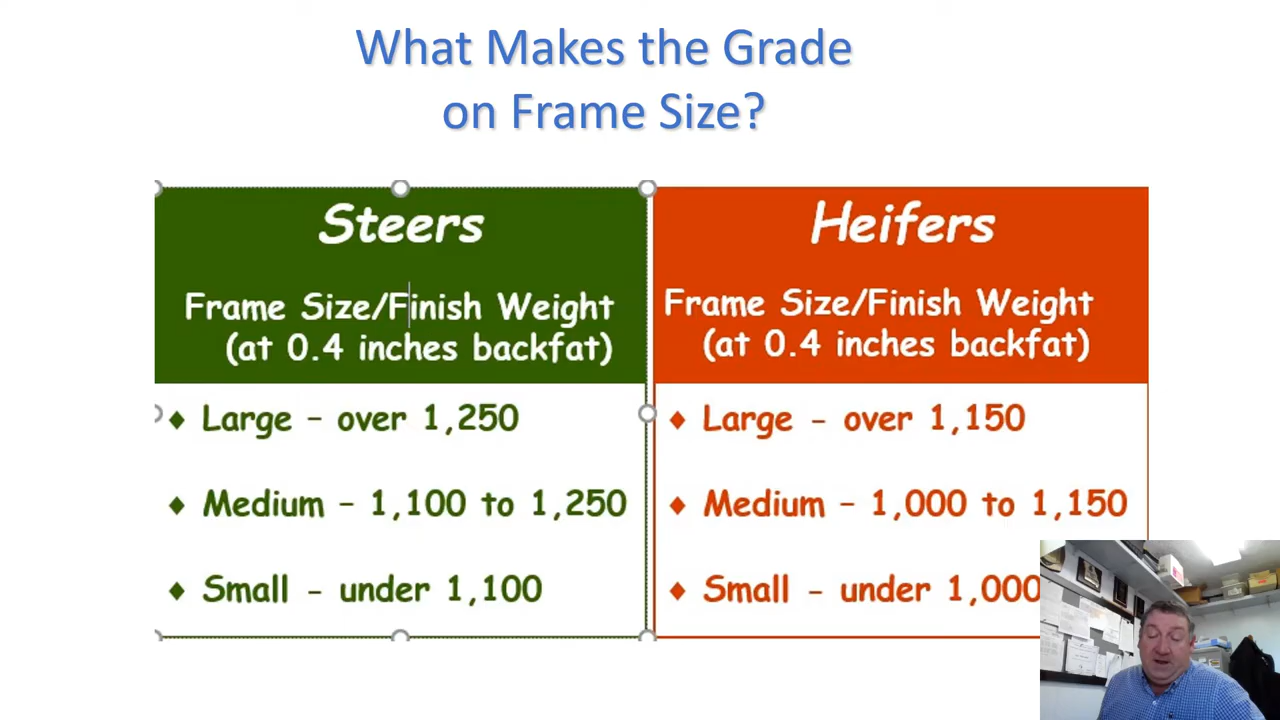 What Makes the Grade
on Frame Size?
Steers
Frame Size/Finish Weight
(at 0.4 inches backfat)
♦ Large – over 1,250
♦ Medium – 1,100 to 1,250
♦ Small – under 1,100
Heifers
Frame Size/Finish Weight
(at 0.4 inches backfat)
♦ Large – over 1,150
♦ Medium – 1,000 to 1,150
♦ Small – under 1,000